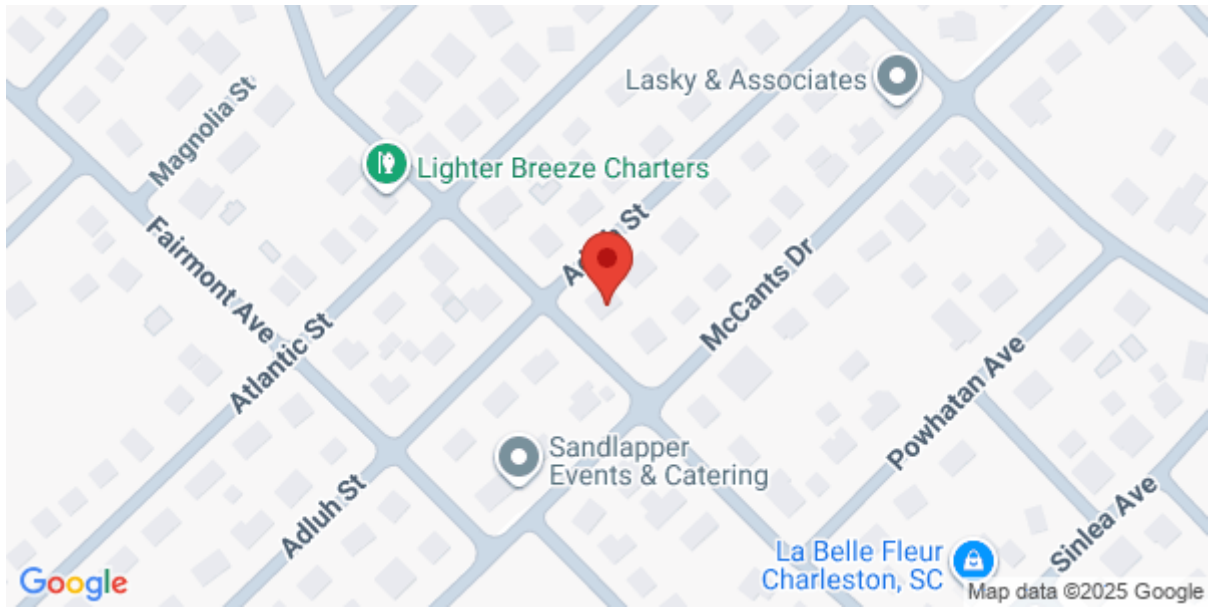 Lasky & Associates
Magnolia St
Lighter Breeze Charters
St
Fairmont Ave
McCants Dr
Atlantic St
Powhatan Ave
Sandlapper
Events & Catering
Adluh St
Sinlea Ave
La Belle Fleur
Charleston, SC
Google
Map data ©2025 Google